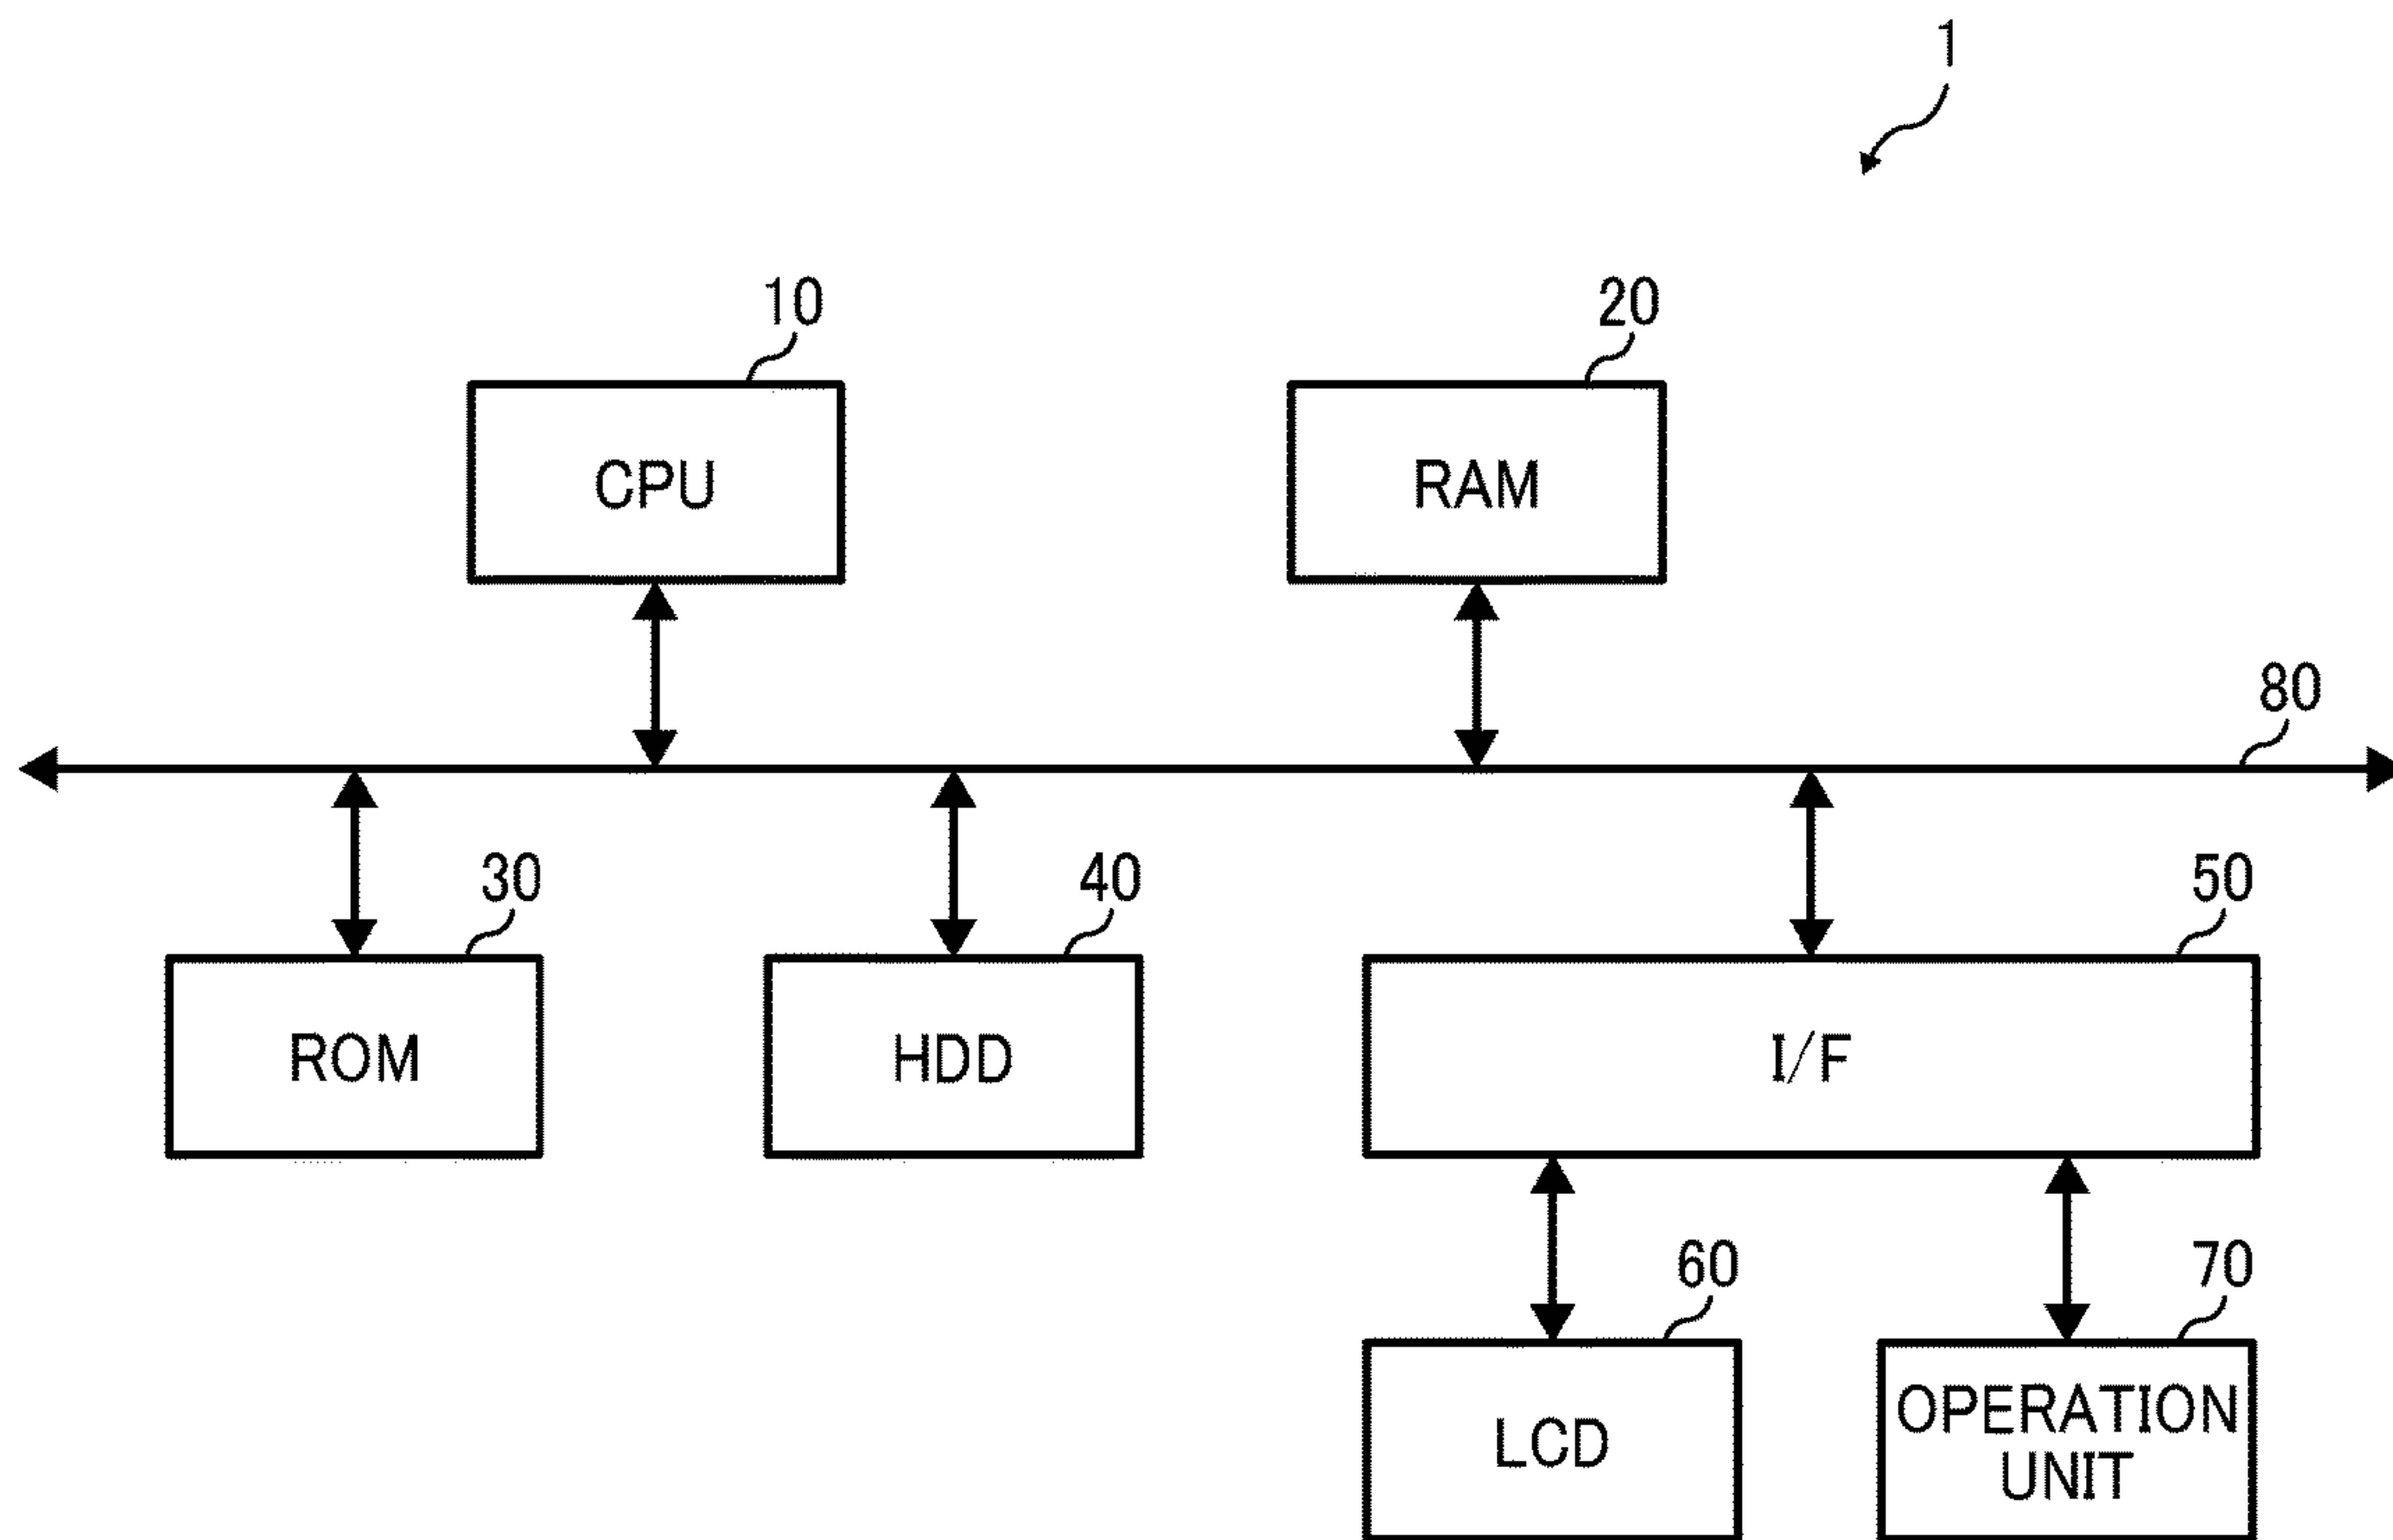 1
10
20
CPU
RAM
80
30
40
50
ROM
HDD
I/F
60
70
LCD
OPERATION
UNIT